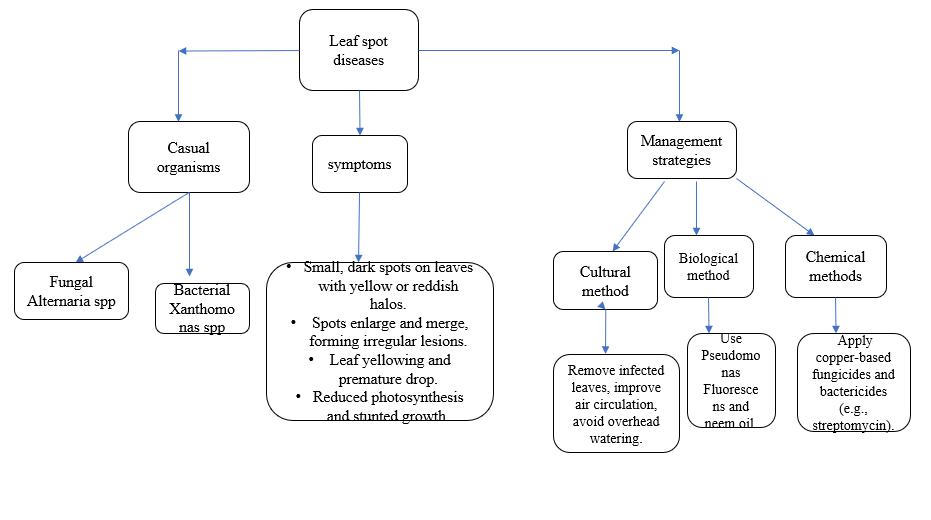 Leaf spot
diseases
Casual
organisms
symptoms
Management
strategies
Fungal
Alternaria spp
Bacterial
Xanthomo
nas spp
• Small, dark spots on leaves
with yellow or reddish
halos.
• Spots enlarge and merge,
forming irregular lesions.
• Leaf yellowing and
premature drop.
• Reduced photosynthesis
and stunted growth
Cultural
method
Biological
method
Chemical
methods
Remove infected
leaves, improve
air circulation,
avoid overhead
watering.
Use
Pseudomo
nas
Fluoresce
ns and
neem oil
Apply
copper-based
fungicides and
bactericides
(e.g.,
streptomycin).